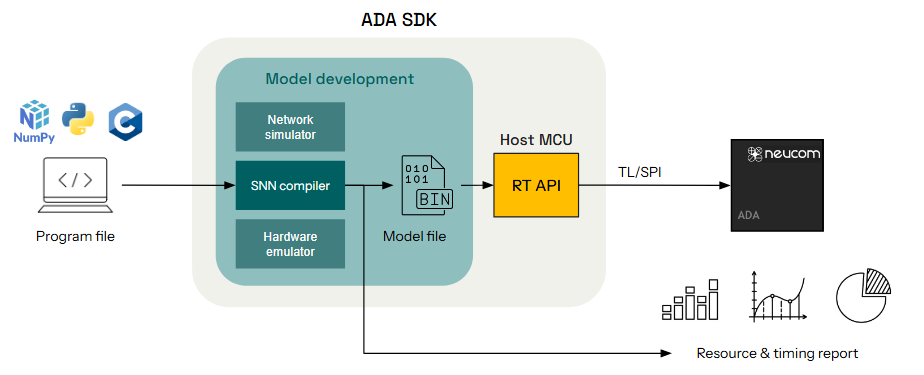 ADA SDK
Model development
NumPy
Network
simulator
</>
SNN compiler
Hardware
emulator
Program file
010
101
BIN
Model file
Host MCU
RT API
TL/SPI
neucom
ADA
Resource & timing report